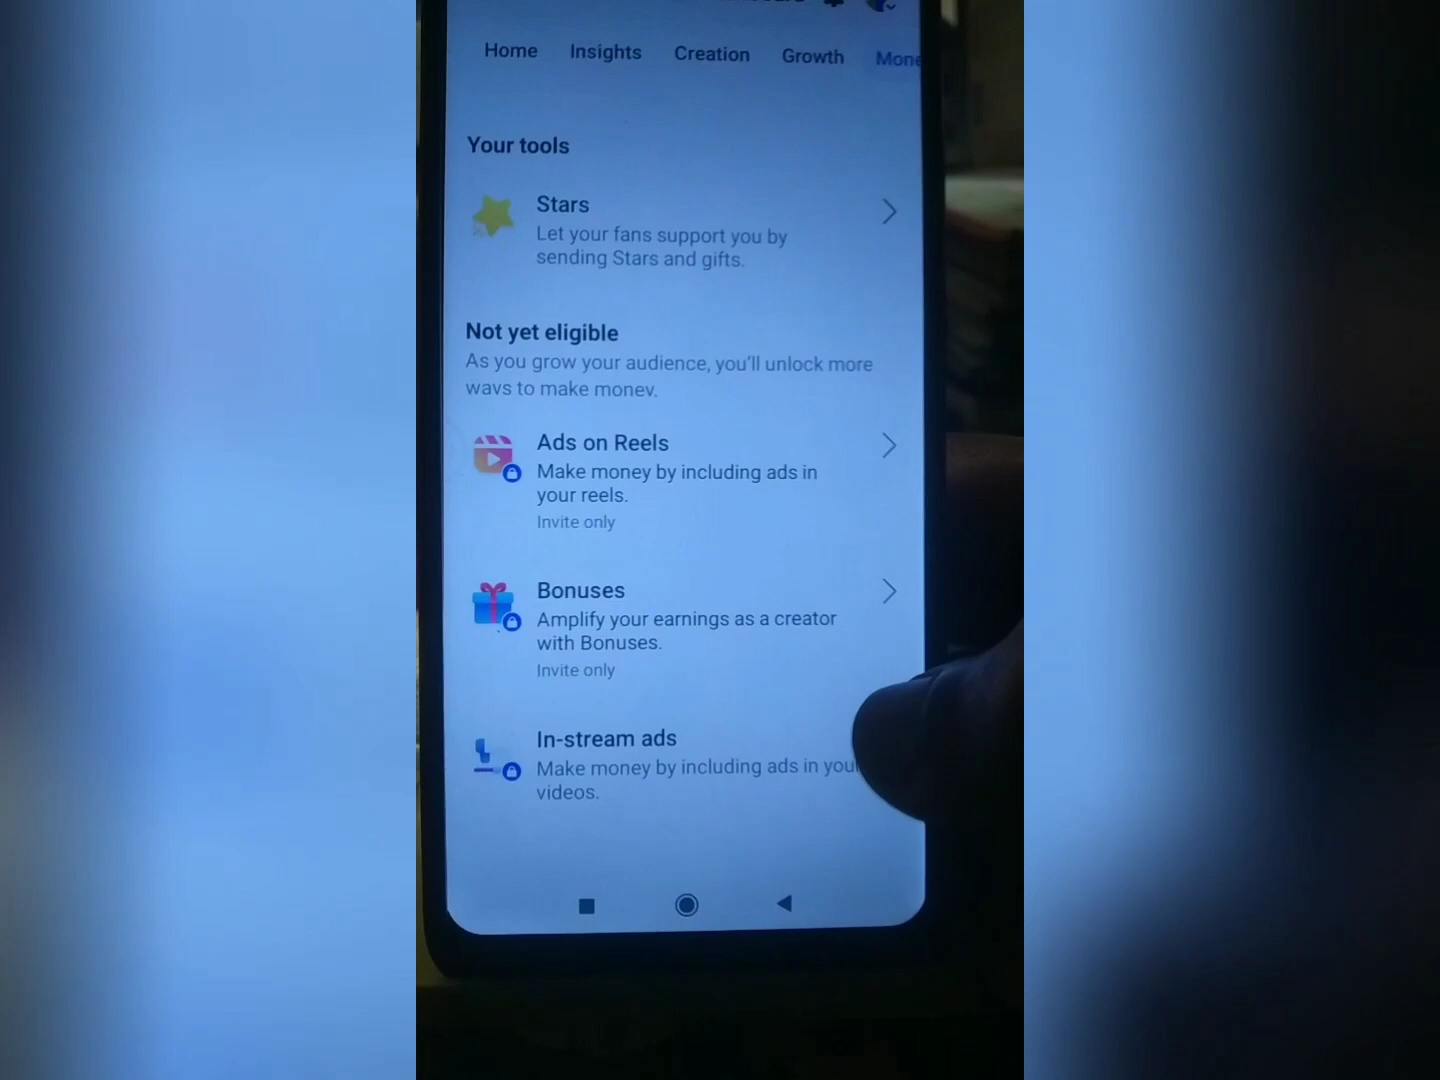 Home Insights Creation Growth Mone
Your tools
Stars
Let your fans support you by
sending Stars and gifts.
Not yet eligible
As you grow your audience, you'll unlock more
ways to make money.
Ads on Reels
Make money by including ads in
your reels.
Invite only
Bonuses
Amplify your earnings as a creator
with Bonuses.
Invite only
In-stream ads
Make money by including ads in you
videos.